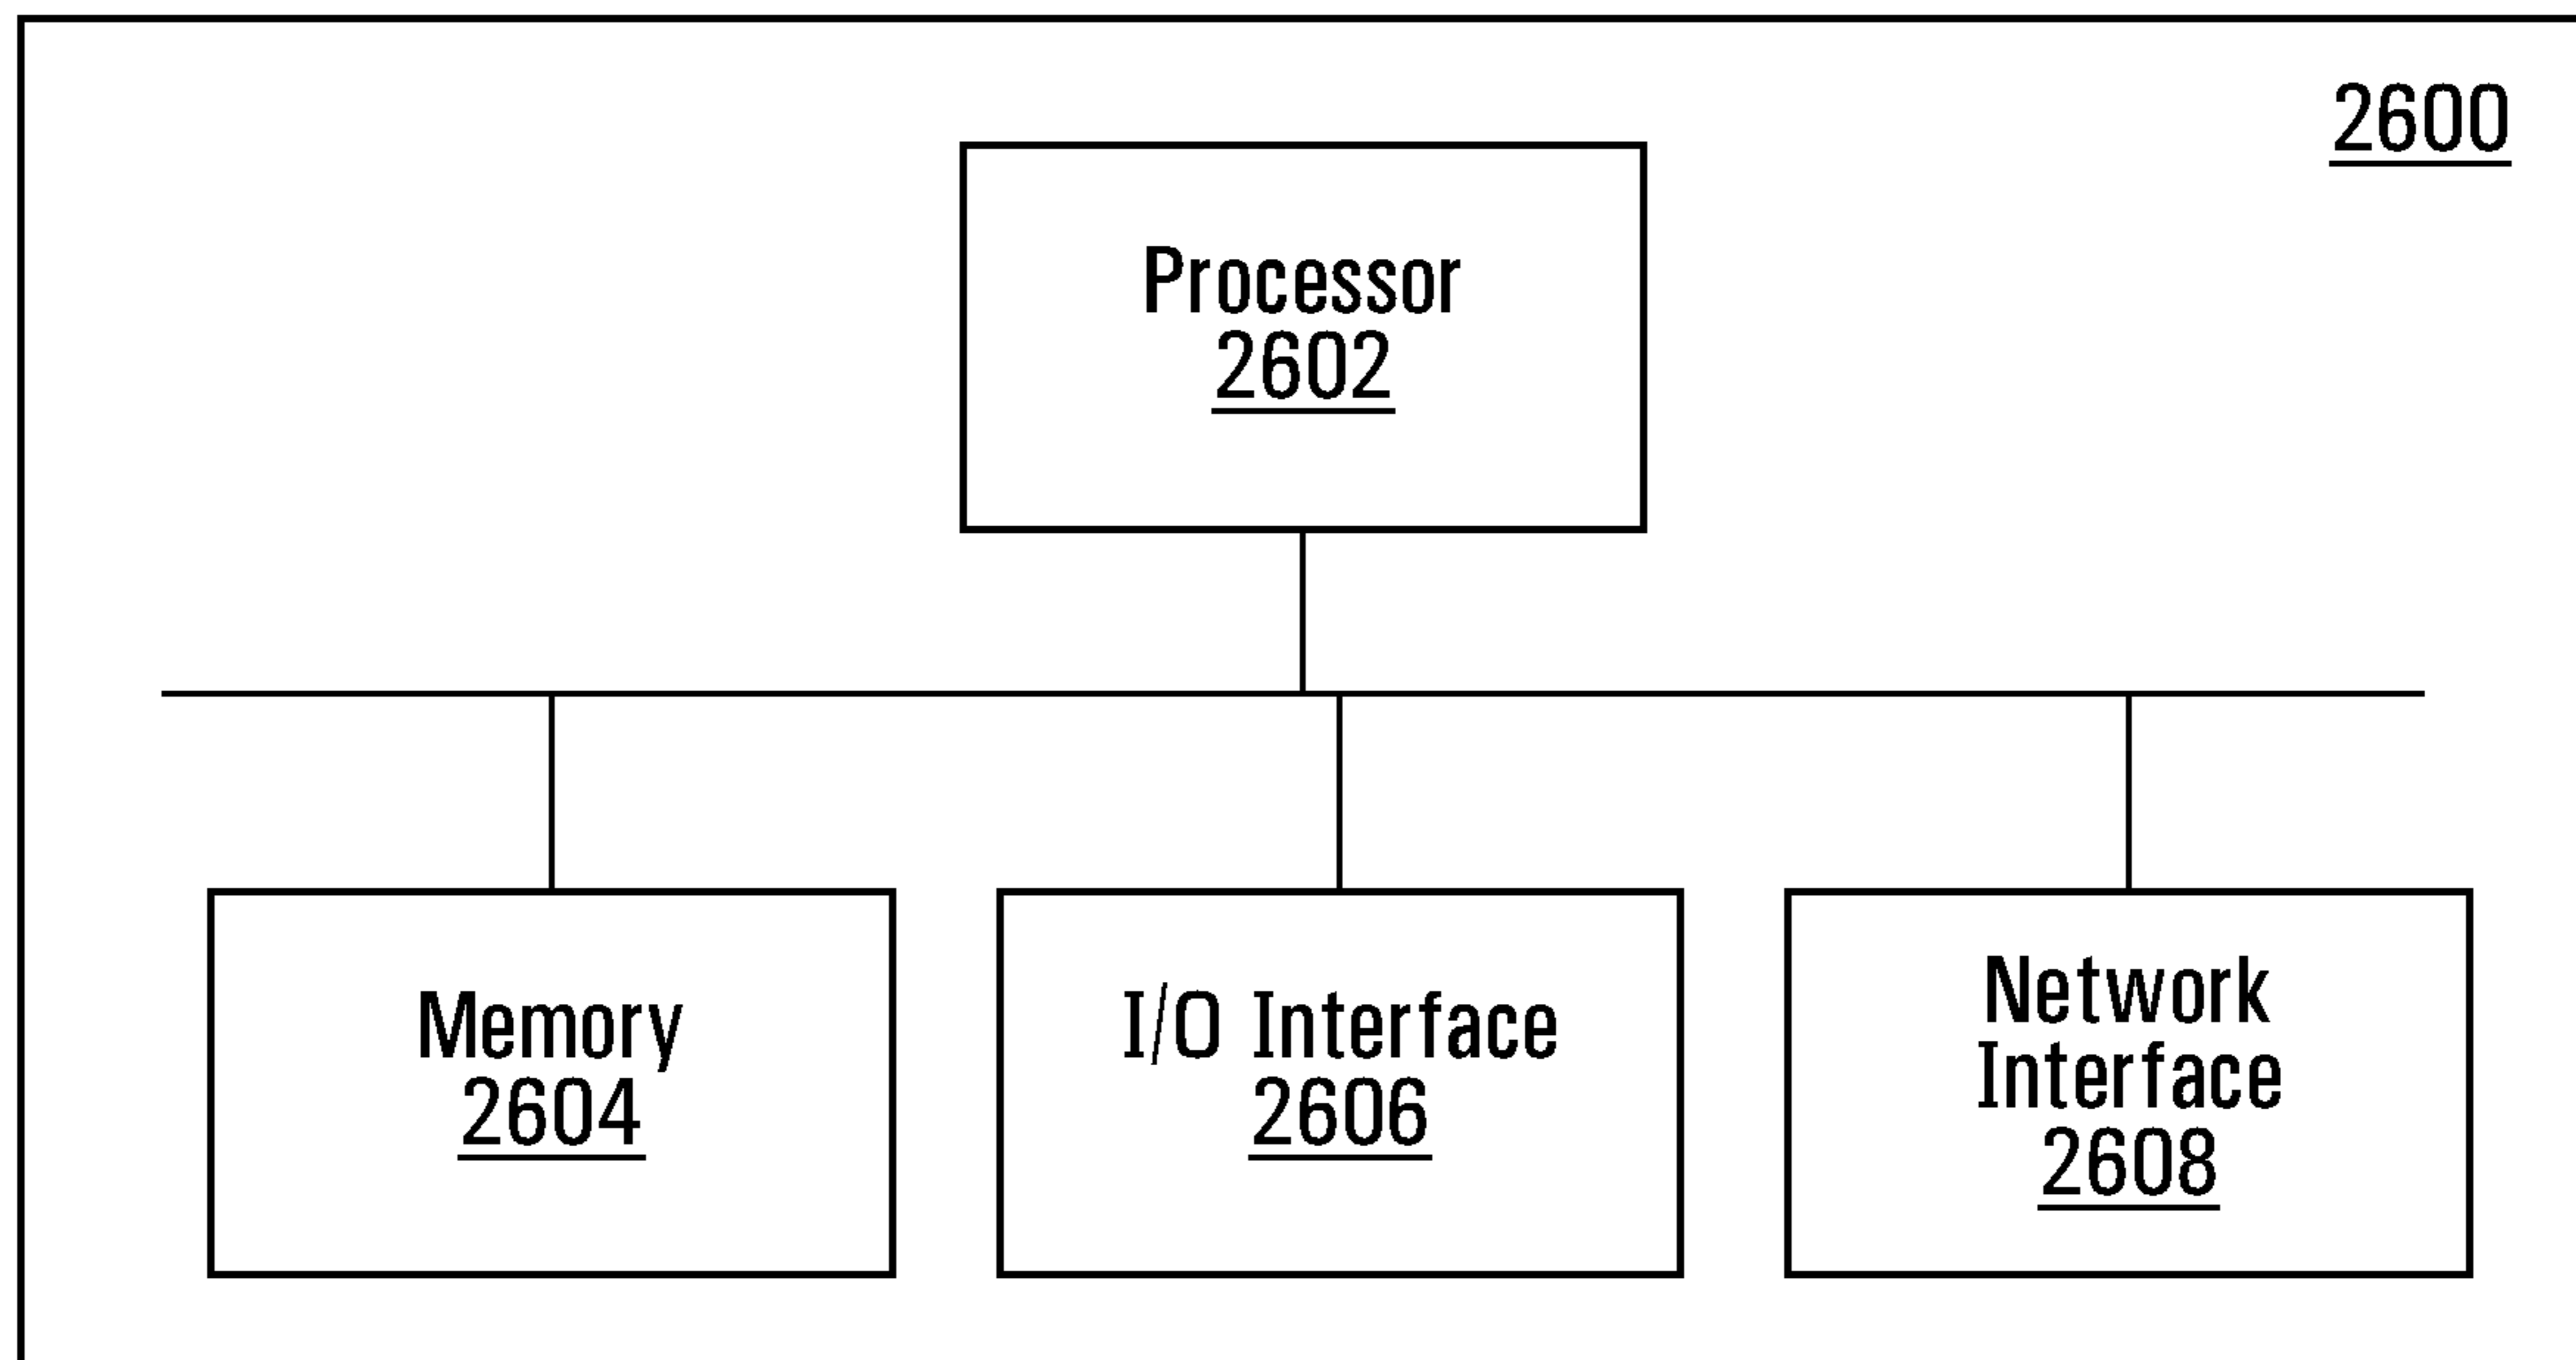 2600
Processor
2602
Memory
2604
I/O Interface
2606
Network
Interface
2608